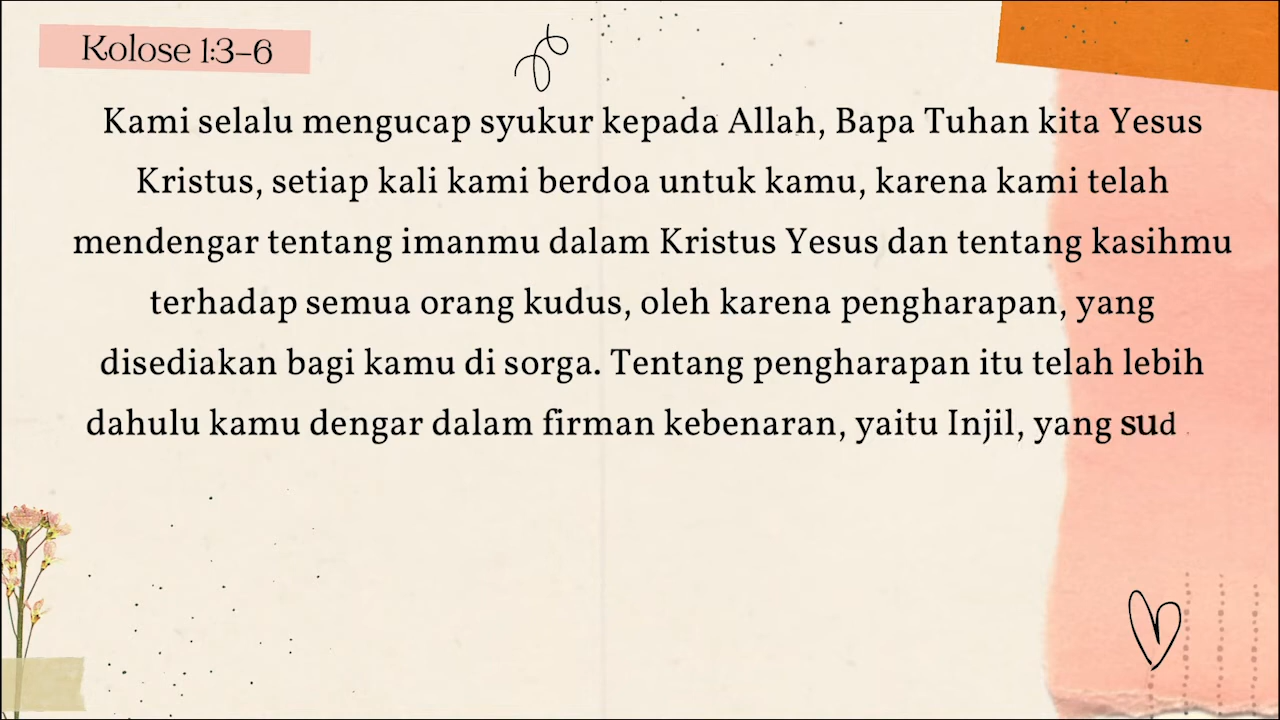 Kolose 1:3-6
Kami selalu mengucap syukur kepada Allah, Bapa Tuhan kita Yesus
Kristus, setiap kali kami berdoa untuk kamu, karena kami telah
mendengar tentang imanmu dalam Kristus Yesus dan tentang kasihmu
terhadap semua orang kudus, oleh karena pengharapan, yang
disediakan bagi kamu di sorga. Tentang pengharapan itu telah lebih
dahulu kamu dengar dalam firman kebenaran, yaitu Injil, yang sud